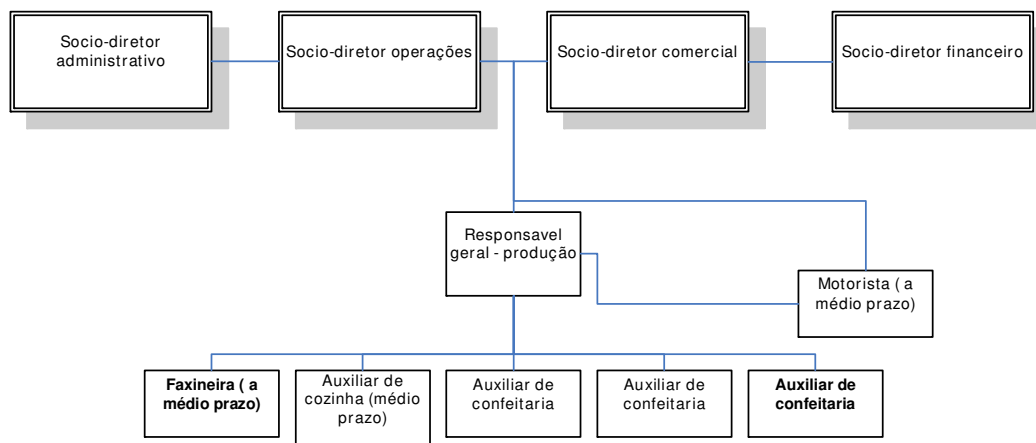 Socio-diretor
administrativo
Socio-diretor operações
Socio-diretor comercial
Socio-diretor financeiro
Responsavel
geral - produção
Motorista ( a
médio prazo)
Faxineira ( a
médio prazo)
Auxiliar de
cozinha (médio
prazo)
Auxiliar de
confeitaria
Auxiliar de
confeitaria
Auxiliar de
confeitaria